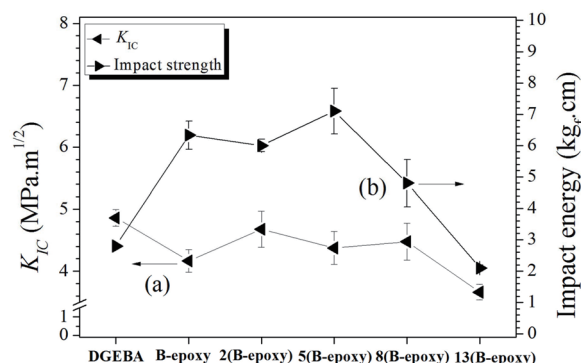 K_IC
Impact strength
K_IC (MPa.m^1/2)
8
7
6
5
4
1
0
10
9
8
7
6
5
4
3
2
1
0
Impact energy (kg_f.cm)
(a)
(b)
DGEBA B-epoxy 2(B-epoxy) 5(B-epoxy) 8(B-epoxy) 13(B-epoxy)